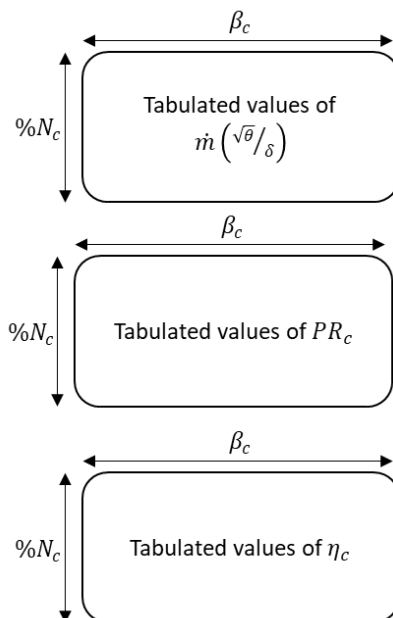 β_c
%N_c
Tabulated values of
ṁ (√θ/δ)
β_c
%N_c
Tabulated values of PR_c
β_c
%N_c
Tabulated values of η_c